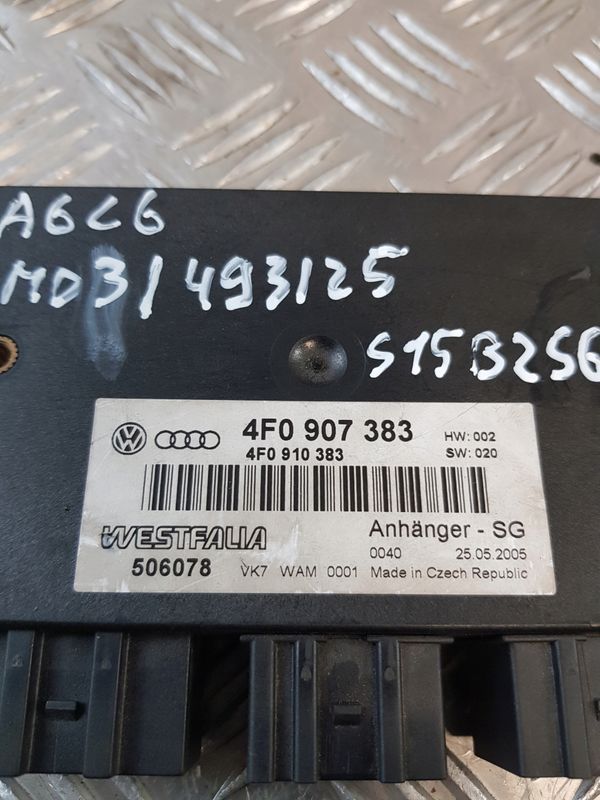 A6C6
MD3/493125
S15B2S6
4F0 907 383
HW: 002
4F0 910 383
SW: 020
WESTFALIA
Anhänger - SG
0040 25.05.2005
506078 VK7 WAM 0001 Made in Czech Republic